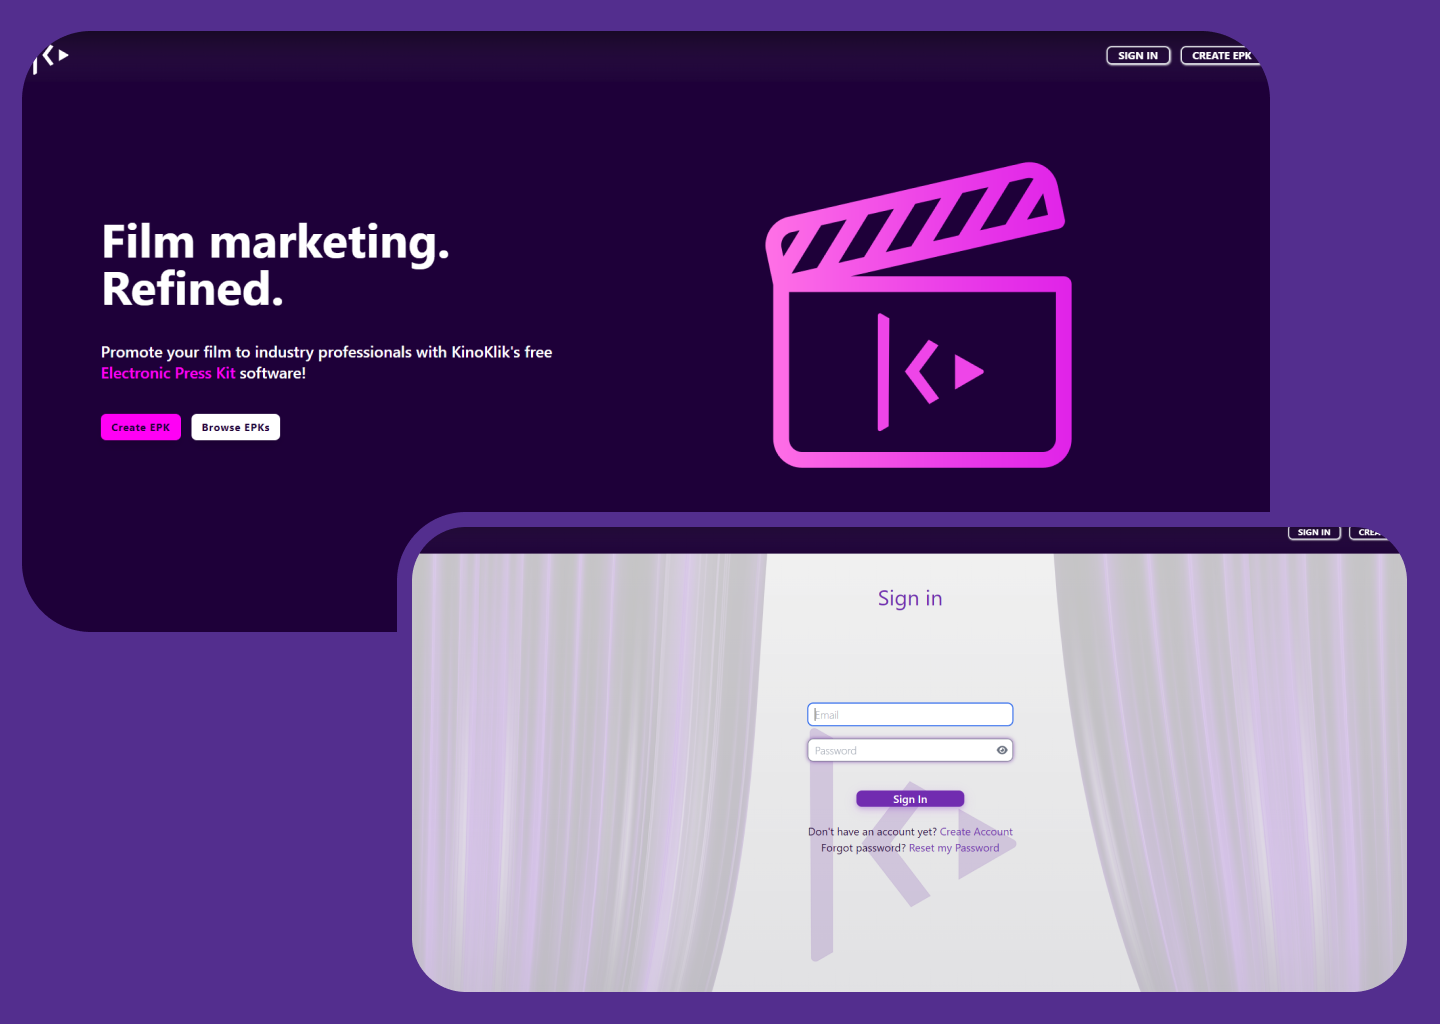 SIGN IN
CREATE EPK
Film marketing.
Refined.
Promote your film to industry professionals with KinoKlik's free
Electronic Press Kit software!
Create EPK
Browse EPKs
SIGN IN
Sign in
Email
Password
Sign In
Don't have an account yet? Create Account
Forgot password? Reset my Password